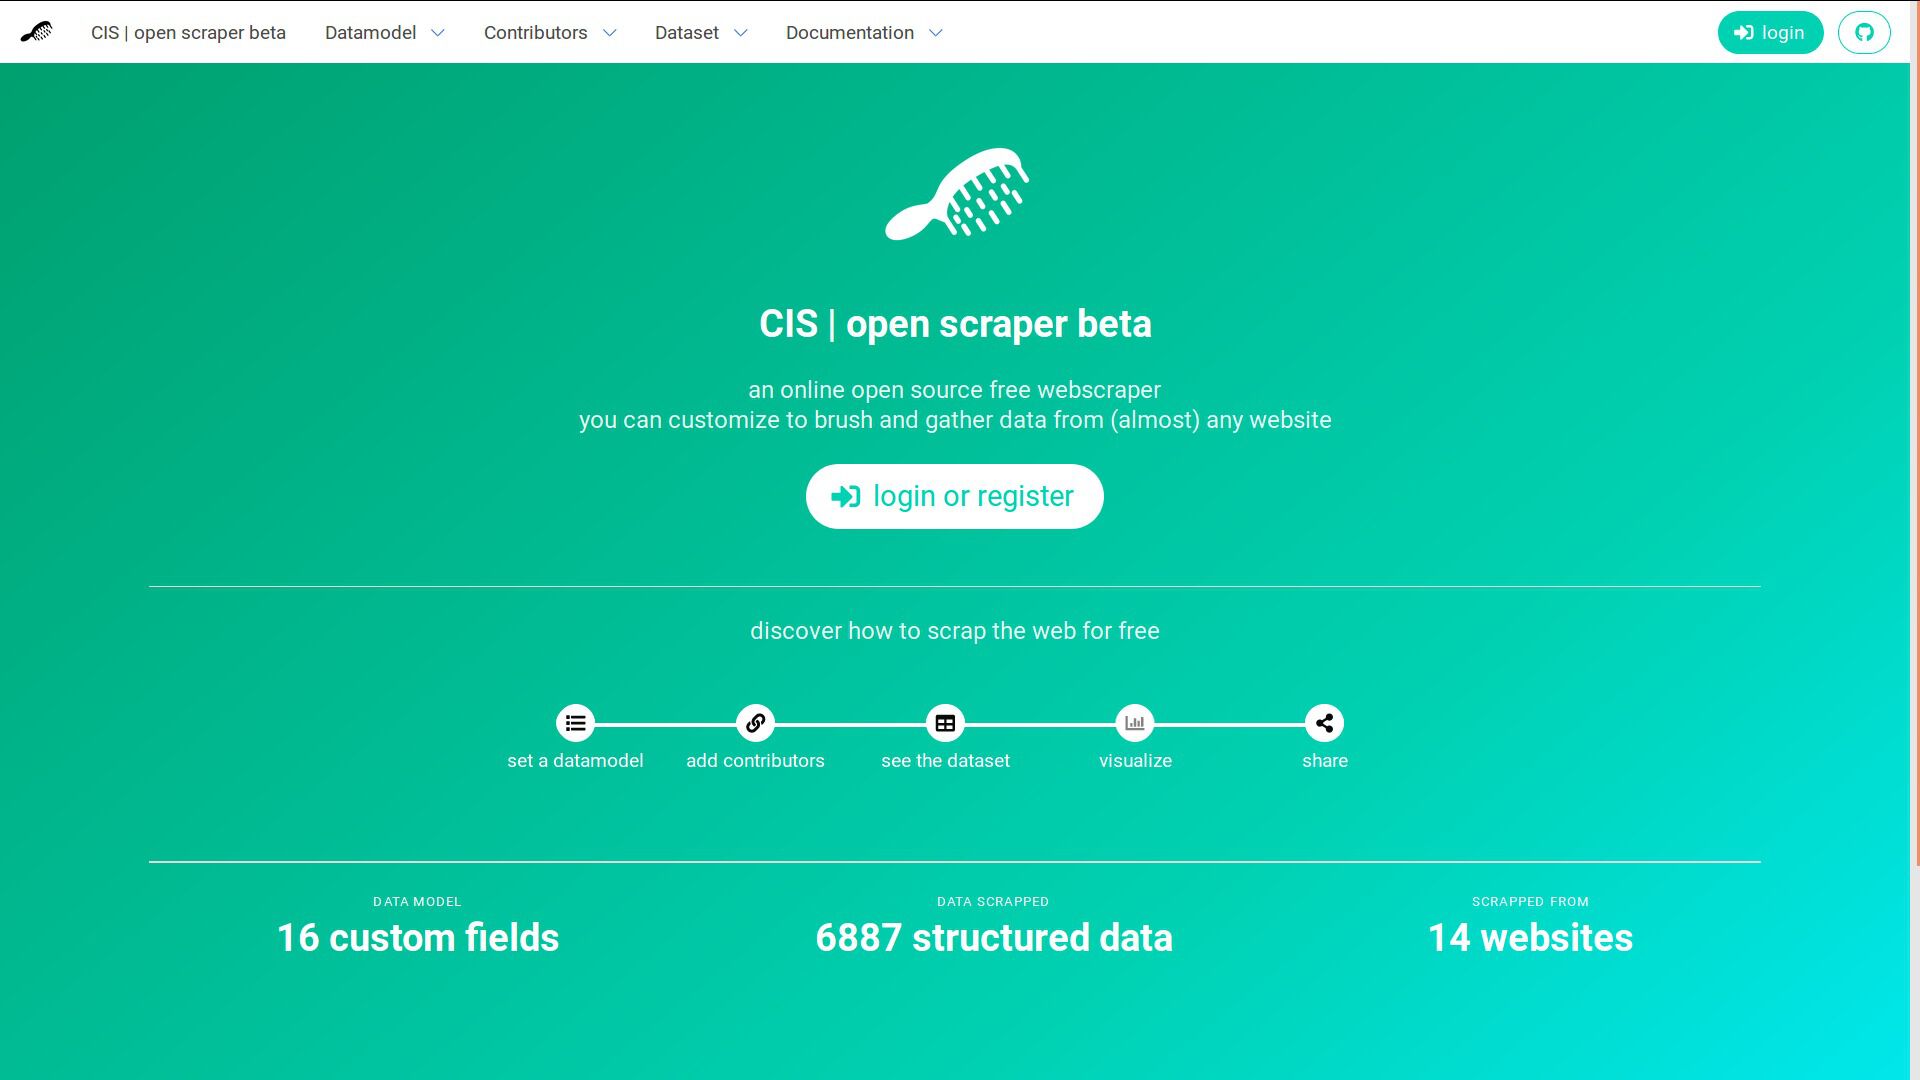 CIS | open scraper beta
Datamodel
Contributors
Dataset
Documentation
login
CIS | open scraper beta
an online open source free webscraper
you can customize to brush and gather data from (almost) any website
login or register
discover how to scrap the web for free
set a datamodel
add contributors
see the dataset
visualize
share
DATA MODEL
16 custom fields
DATA SCRAPPED
6887 structured data
SCRAPPED FROM
14 websites